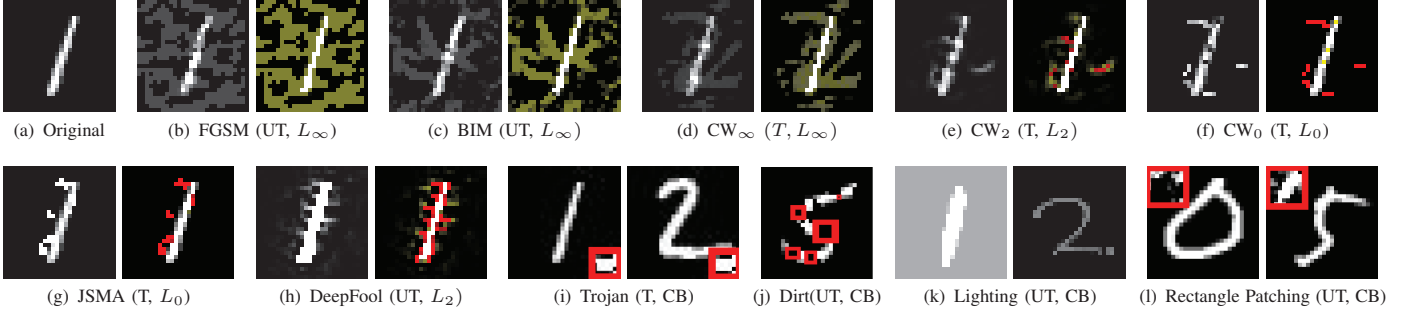 (a) Original
(b) FGSM (UT, L∞)
(c) BIM (UT, L∞)
(d) CW∞ (T, L∞)
(e) CW2 (T, L2)
(f) CW0 (T, L0)
(g) JSMA (T, L0)
(h) DeepFool (UT, L2)
(i) Trojan (T, CB)
(j) Dirt(UT, CB)
(k) Lighting (UT, CB)
(l) Rectangle Patching (UT, CB)